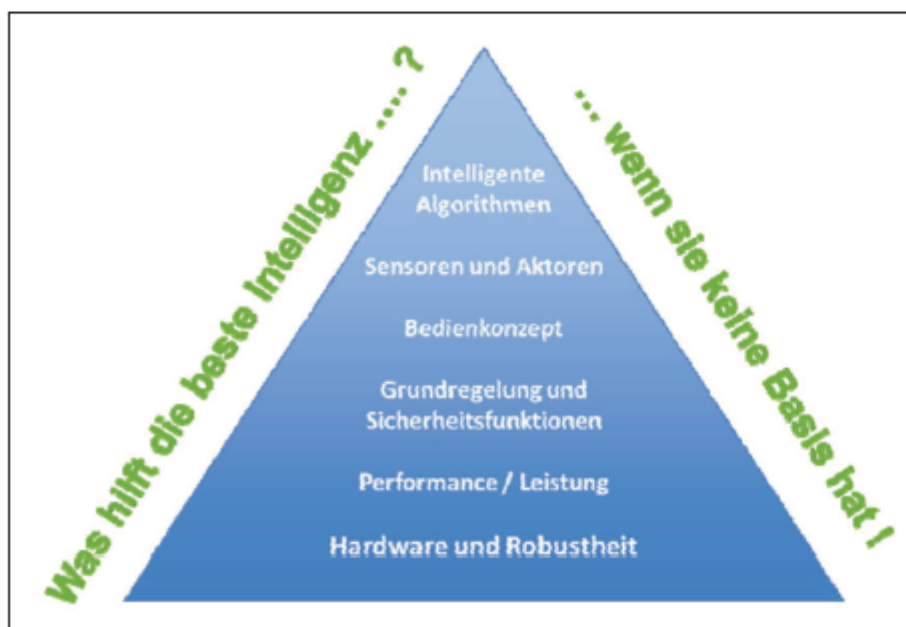 Was hilft die beste Intelligenz .... ?
... wenn sie keine Basis hat !
Intelligente
Algorithmen
Sensoren und Aktoren
Bedienkonzept
Grundregelung und
Sicherheitsfunktionen
Performance / Leistung
Hardware und Robustheit